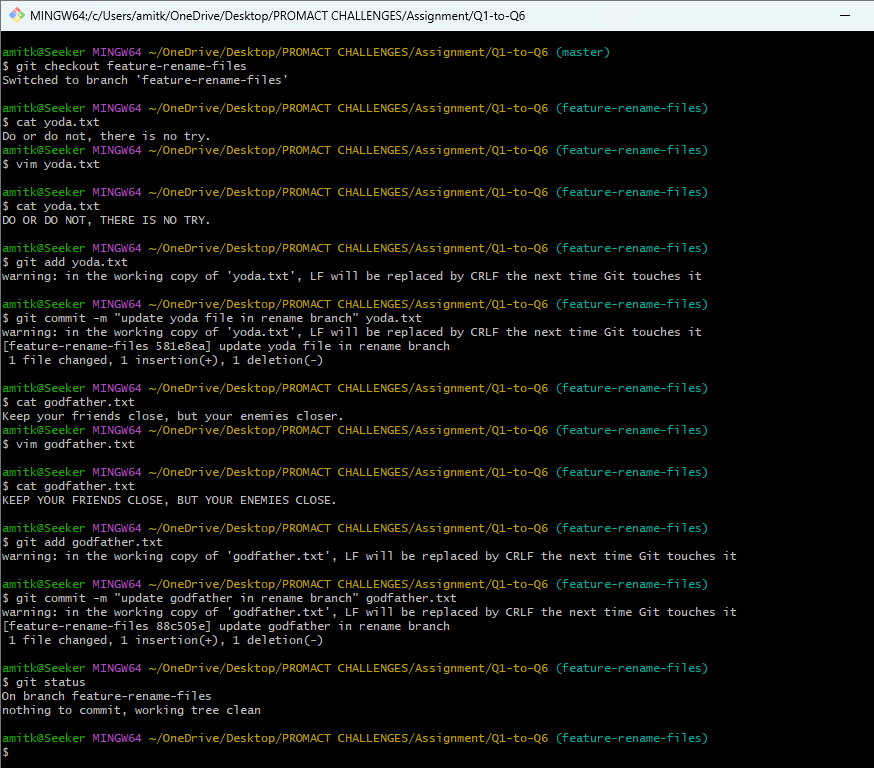 MINGW64:/c/Users/amitk/OneDrive/Desktop/PROMACT CHALLENGES/Assignment/Q1-to-Q6
amitk@Seeker MINGW64 ~/OneDrive/Desktop/PROMACT CHALLENGES/Assignment/Q1-to-Q6 (master)
$ git checkout feature-rename-files
Switched to branch 'feature-rename-files'
amitk@Seeker MINGW64 ~/OneDrive/Desktop/PROMACT CHALLENGES/Assignment/Q1-to-Q6 (feature-rename-files)
$ cat yoda.txt
Do or do not, there is no try.
amitk@Seeker MINGW64 ~/OneDrive/Desktop/PROMACT CHALLENGES/Assignment/Q1-to-Q6 (feature-rename-files)
$ vim yoda.txt
amitk@Seeker MINGW64 ~/OneDrive/Desktop/PROMACT CHALLENGES/Assignment/Q1-to-Q6 (feature-rename-files)
$ cat yoda.txt
DO OR DO NOT, THERE IS NO TRY.
amitk@Seeker MINGW64 ~/OneDrive/Desktop/PROMACT CHALLENGES/Assignment/Q1-to-Q6 (feature-rename-files)
$ git add yoda.txt
warning: in the working copy of 'yoda.txt', LF will be replaced by CRLF the next time Git touches it
amitk@Seeker MINGW64 ~/OneDrive/Desktop/PROMACT CHALLENGES/Assignment/Q1-to-Q6 (feature-rename-files)
$ git commit -m "update yoda file in rename branch" yoda.txt
warning: in the working copy of 'yoda.txt', LF will be replaced by CRLF the next time Git touches it
[feature-rename-files 581e8ea] update yoda file in rename branch
1 file changed, 1 insertion(+), 1 deletion(-)
amitk@Seeker MINGW64 ~/OneDrive/Desktop/PROMACT CHALLENGES/Assignment/Q1-to-Q6 (feature-rename-files)
$ cat godfather.txt
Keep your friends close, but your enemies closer.
amitk@Seeker MINGW64 ~/OneDrive/Desktop/PROMACT CHALLENGES/Assignment/Q1-to-Q6 (feature-rename-files)
$ vim godfather.txt
amitk@Seeker MINGW64 ~/OneDrive/Desktop/PROMACT CHALLENGES/Assignment/Q1-to-Q6 (feature-rename-files)
$ cat godfather.txt
KEEP YOUR FRIENDS CLOSE, BUT YOUR ENEMIES CLOSE.
amitk@Seeker MINGW64 ~/OneDrive/Desktop/PROMACT CHALLENGES/Assignment/Q1-to-Q6 (feature-rename-files)
$ git add godfather.txt
warning: in the working copy of 'godfather.txt', LF will be replaced by CRLF the next time Git touches it
amitk@Seeker MINGW64 ~/OneDrive/Desktop/PROMACT CHALLENGES/Assignment/Q1-to-Q6 (feature-rename-files)
$ git commit -m "update godfather in rename branch" godfather.txt
warning: in the working copy of 'godfather.txt', LF will be replaced by CRLF the next time Git touches it
[feature-rename-files 88c505e] update godfather in rename branch
1 file changed, 1 insertion(+), 1 deletion(-)
amitk@Seeker MINGW64 ~/OneDrive/Desktop/PROMACT CHALLENGES/Assignment/Q1-to-Q6 (feature-rename-files)
$ git status
On branch feature-rename-files
nothing to commit, working tree clean
amitk@Seeker MINGW64 ~/OneDrive/Desktop/PROMACT CHALLENGES/Assignment/Q1-to-Q6 (feature-rename-files)
$